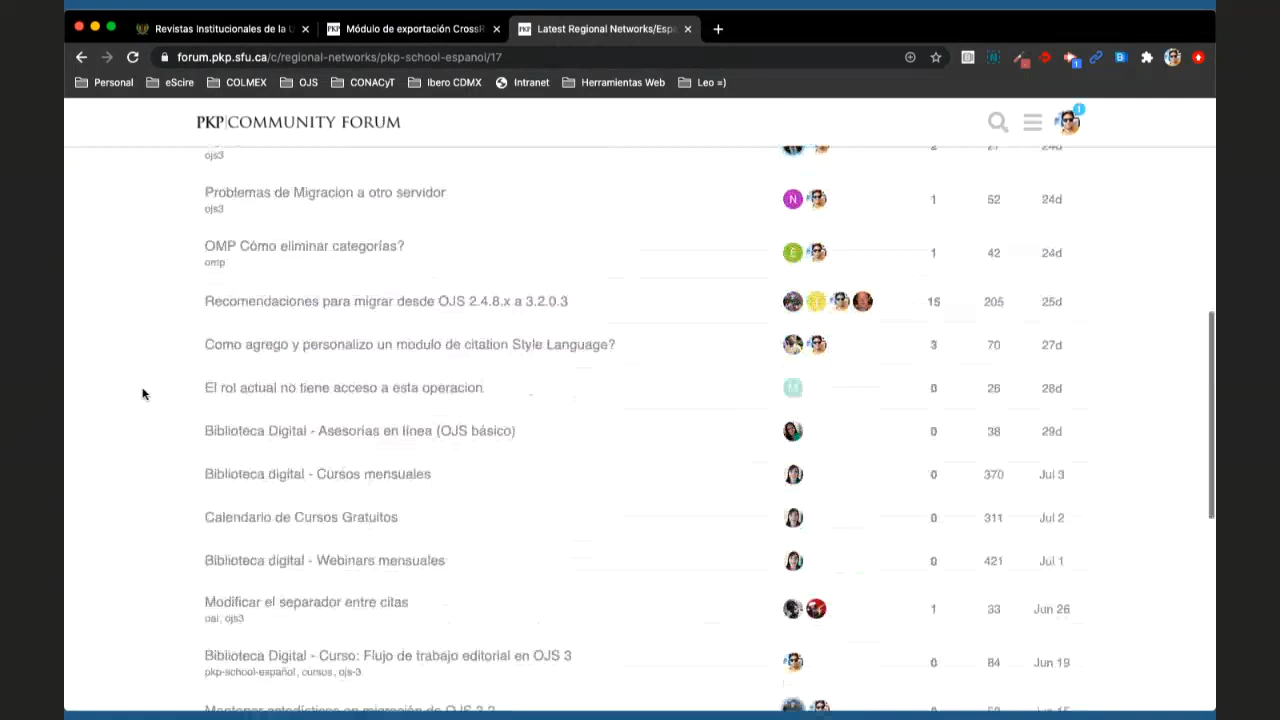 Revistas Institucionales de la U
Módulo de exportación CrossR
Latest Regional Networks/Espa
forum.pkp.sfu.ca/c/regional-networks/pkp-school-espanol/17
Personal eScire COLMEX OJS CONACyT Ibero CDMX Intranet Herramientas Web Leo =)
PKP|COMMUNITY FORUM 1
ojs3
Problemas de Migracion a otro servidor N 1 52 24d
ojs3
OMP Cómo eliminar categorías? E 1 42 24d
omp
Recomendaciones para migrar desde OJS 2.4.8.x a 3.2.0.3 15 205 25d
Como agrego y personalizo un modulo de citation Style Language? 3 70 27d
El rol actual no tiene acceso a esta operacion M 0 26 28d
Biblioteca Digital - Asesorías en línea (OJS básico) 0 38 29d
Biblioteca digital - Cursos mensuales 0 370 Jul 3
Calendario de Cursos Gratuitos 0 311 Jul 2
Biblioteca digital - Webinars mensuales 0 421 Jul 1
Modificar el separador entre citas 1 33 Jun 26
oai, ojs3
Biblioteca Digital - Curso: Flujo de trabajo editorial en OJS 3 0 84 Jun 19
pkp-school-español, cursos, ojs-3